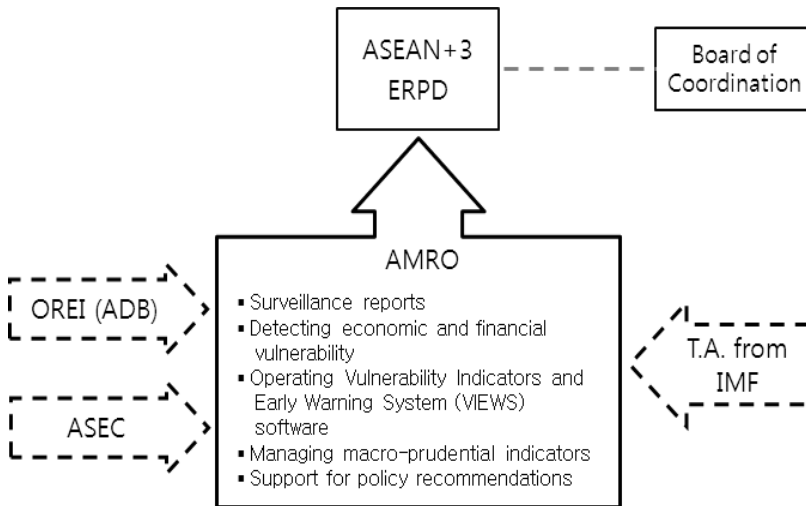 ASEAN+3
ERPD
Board of
Coordination
AMRO
▪ Surveillance reports
▪ Detecting economic and financial
vulnerability
▪ Operating Vulnerability Indicators and
Early Warning System (VIEWS)
software
▪ Managing macro-prudential indicators
▪ Support for policy recommendations
OREI (ADB)
ASEC
T.A. from
IMF